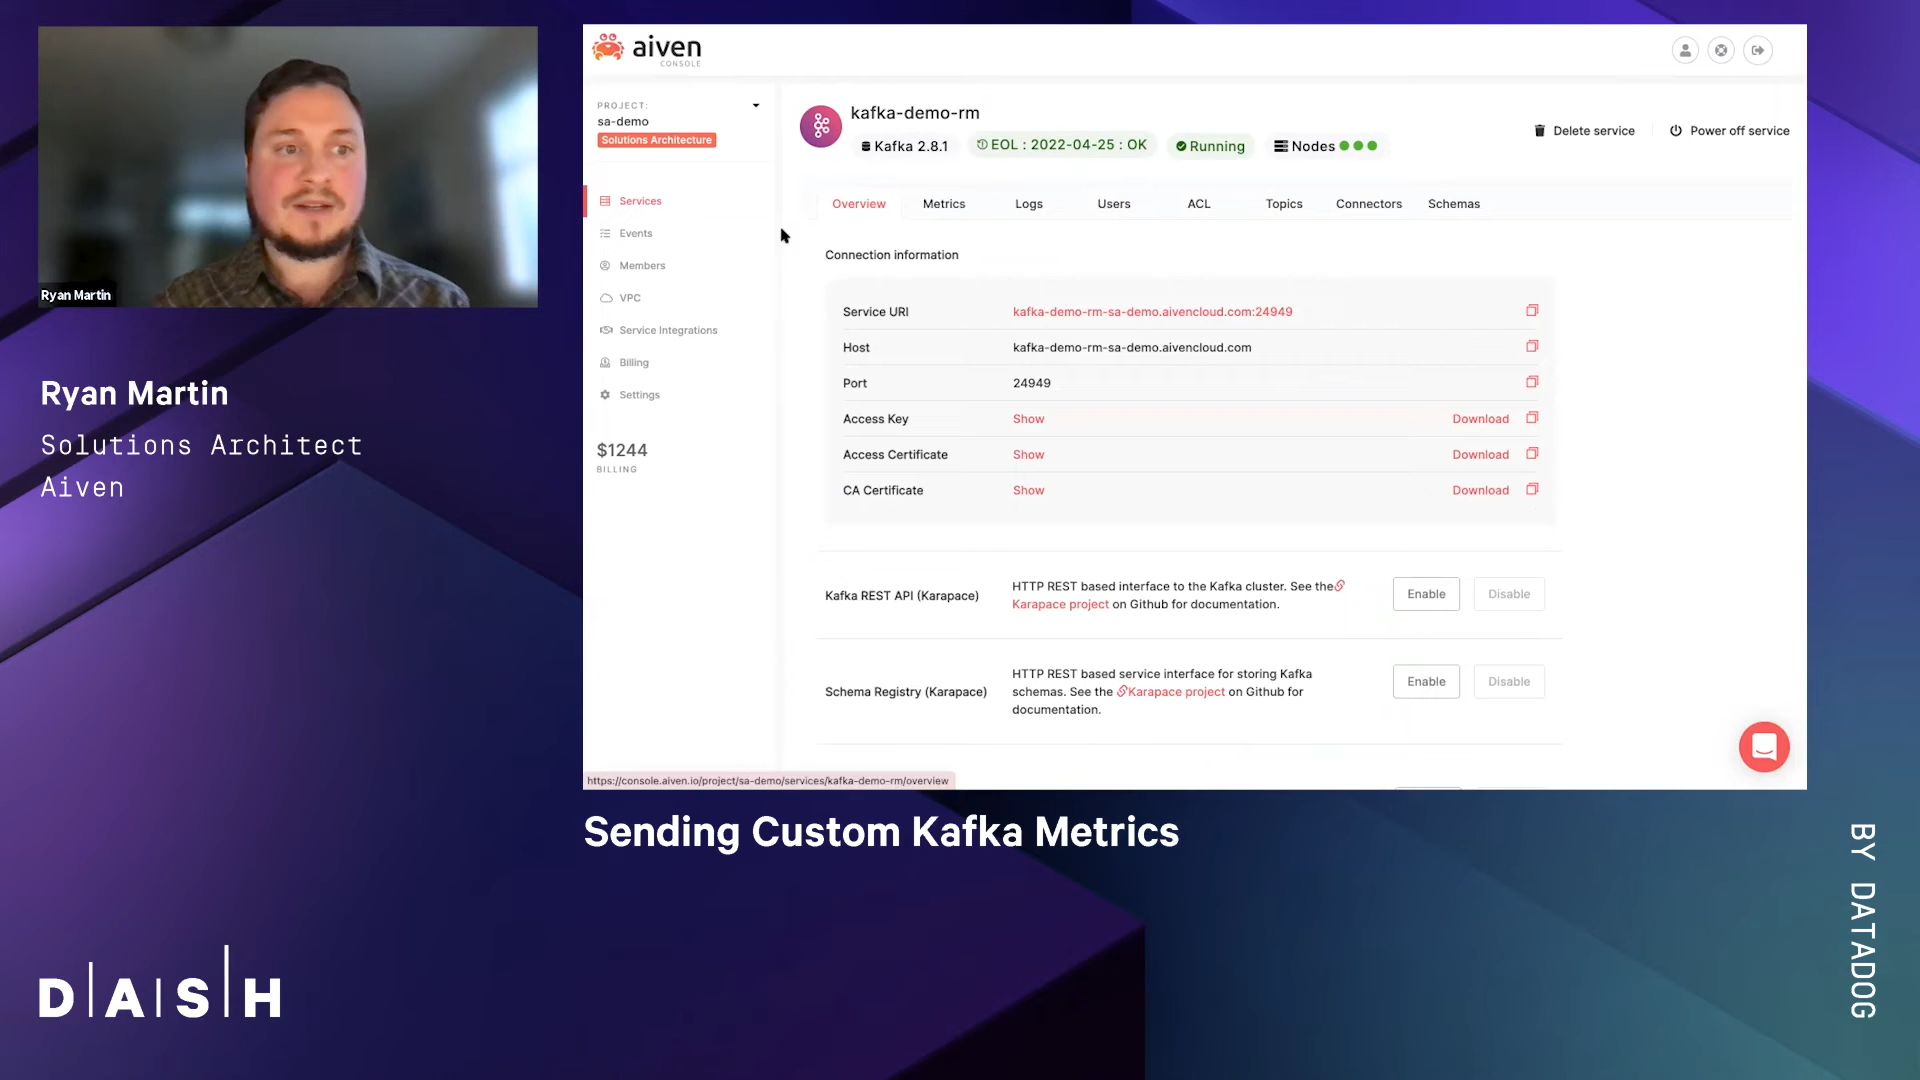 Ryan Martin
Ryan Martin
Solutions Architect
Aiven
DASH
aiven
CONSOLE
PROJECT:
sa-demo
Solutions Architecture
Services
Events
Members
VPC
Service Integrations
Billing
Settings
$1244
BILLING
kafka-demo-rm
Kafka 2.8.1
EOL : 2022-04-25 : OK
Running
Nodes
Delete service
Power off service
Overview Metrics Logs Users ACL Topics Connectors Schemas
Connection information
Service URI kafka-demo-rm-sa-demo.aivencloud.com:24949
Host kafka-demo-rm-sa-demo.aivencloud.com
Port 24949
Access Key Show Download
Access Certificate Show Download
CA Certificate Show Download
Kafka REST API (Karapace)
HTTP REST based interface to the Kafka cluster. See the
Karapace project on Github for documentation.
Enable Disable
Schema Registry (Karapace)
HTTP REST based service interface for storing Kafka
schemas. See the Karapace project on Github for
documentation.
Enable Disable
https://console.aiven.io/project/sa-demo/services/kafka-demo-rm/overview
Sending Custom Kafka Metrics
BY DATADOG